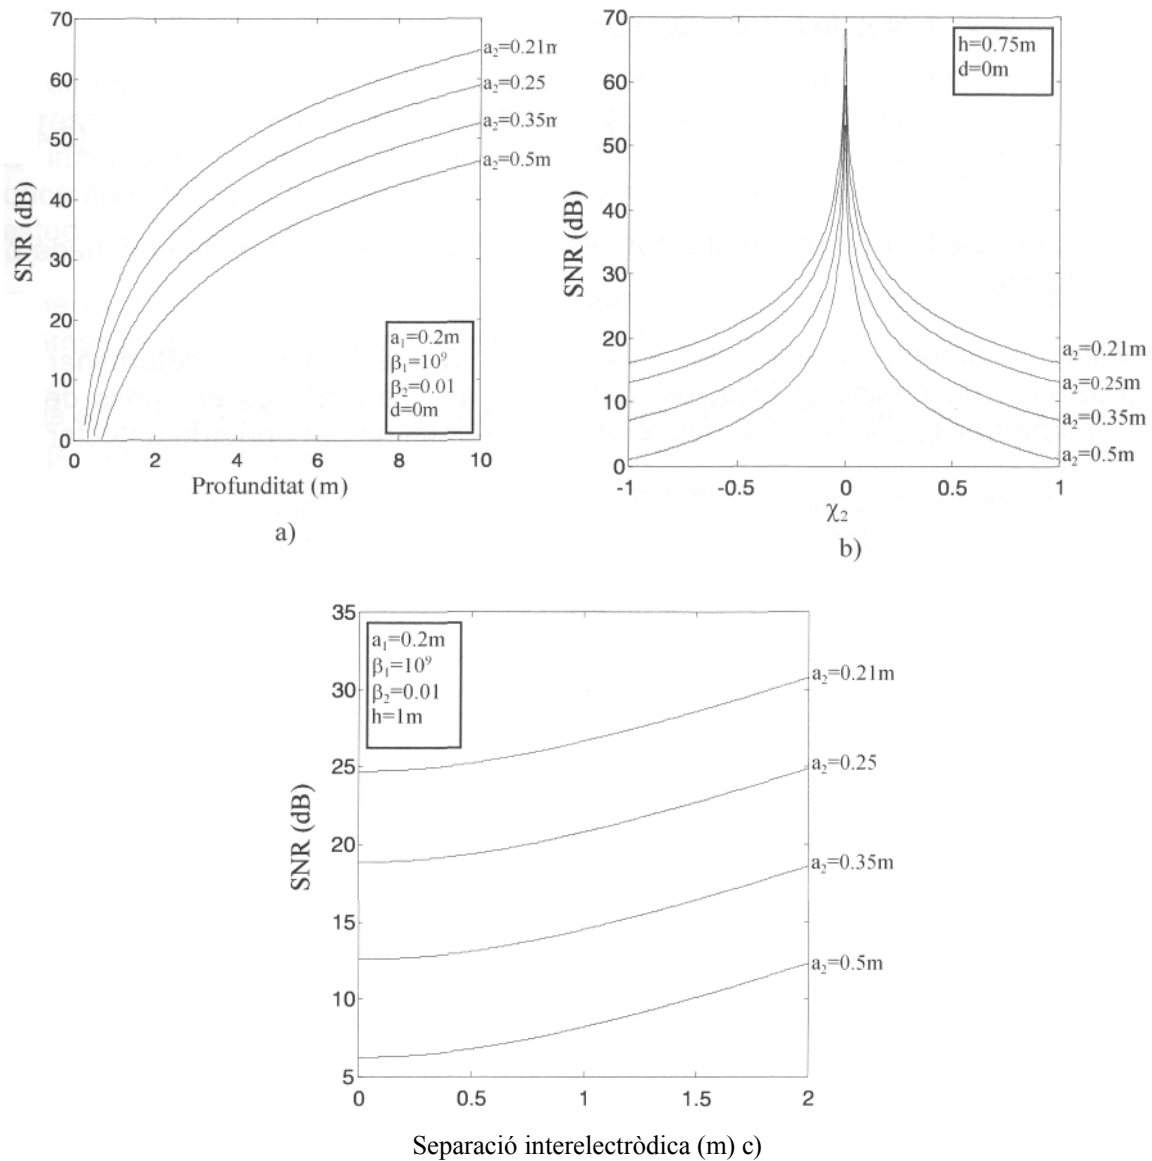 70
60
50
40
30
20
10
0
SNR (dB)
a₂=0.21m
a₂=0.25
a₂=0.35m
a₂=0.5m
a₁=0.2m
β₁=10⁹
β₂=0.01
d=0m
0 2 4 6 8 10
Profunditat (m)
a)
70
60
50
40
30
20
10
0
SNR (dB)
h=0.75m
d=0m
a₂=0.21m
a₂=0.25m
a₂=0.35m
a₂=0.5m
-1 -0.5 0 0.5 1
χ₂
b)
35
30
25
20
15
10
5
SNR (dB)
a₁=0.2m
β₁=10⁹
β₂=0.01
h=1m
a₂=0.21m
a₂=0.25
a₂=0.35m
a₂=0.5m
0 0.5 1 1.5 2
Separació interelectròdica (m) c)